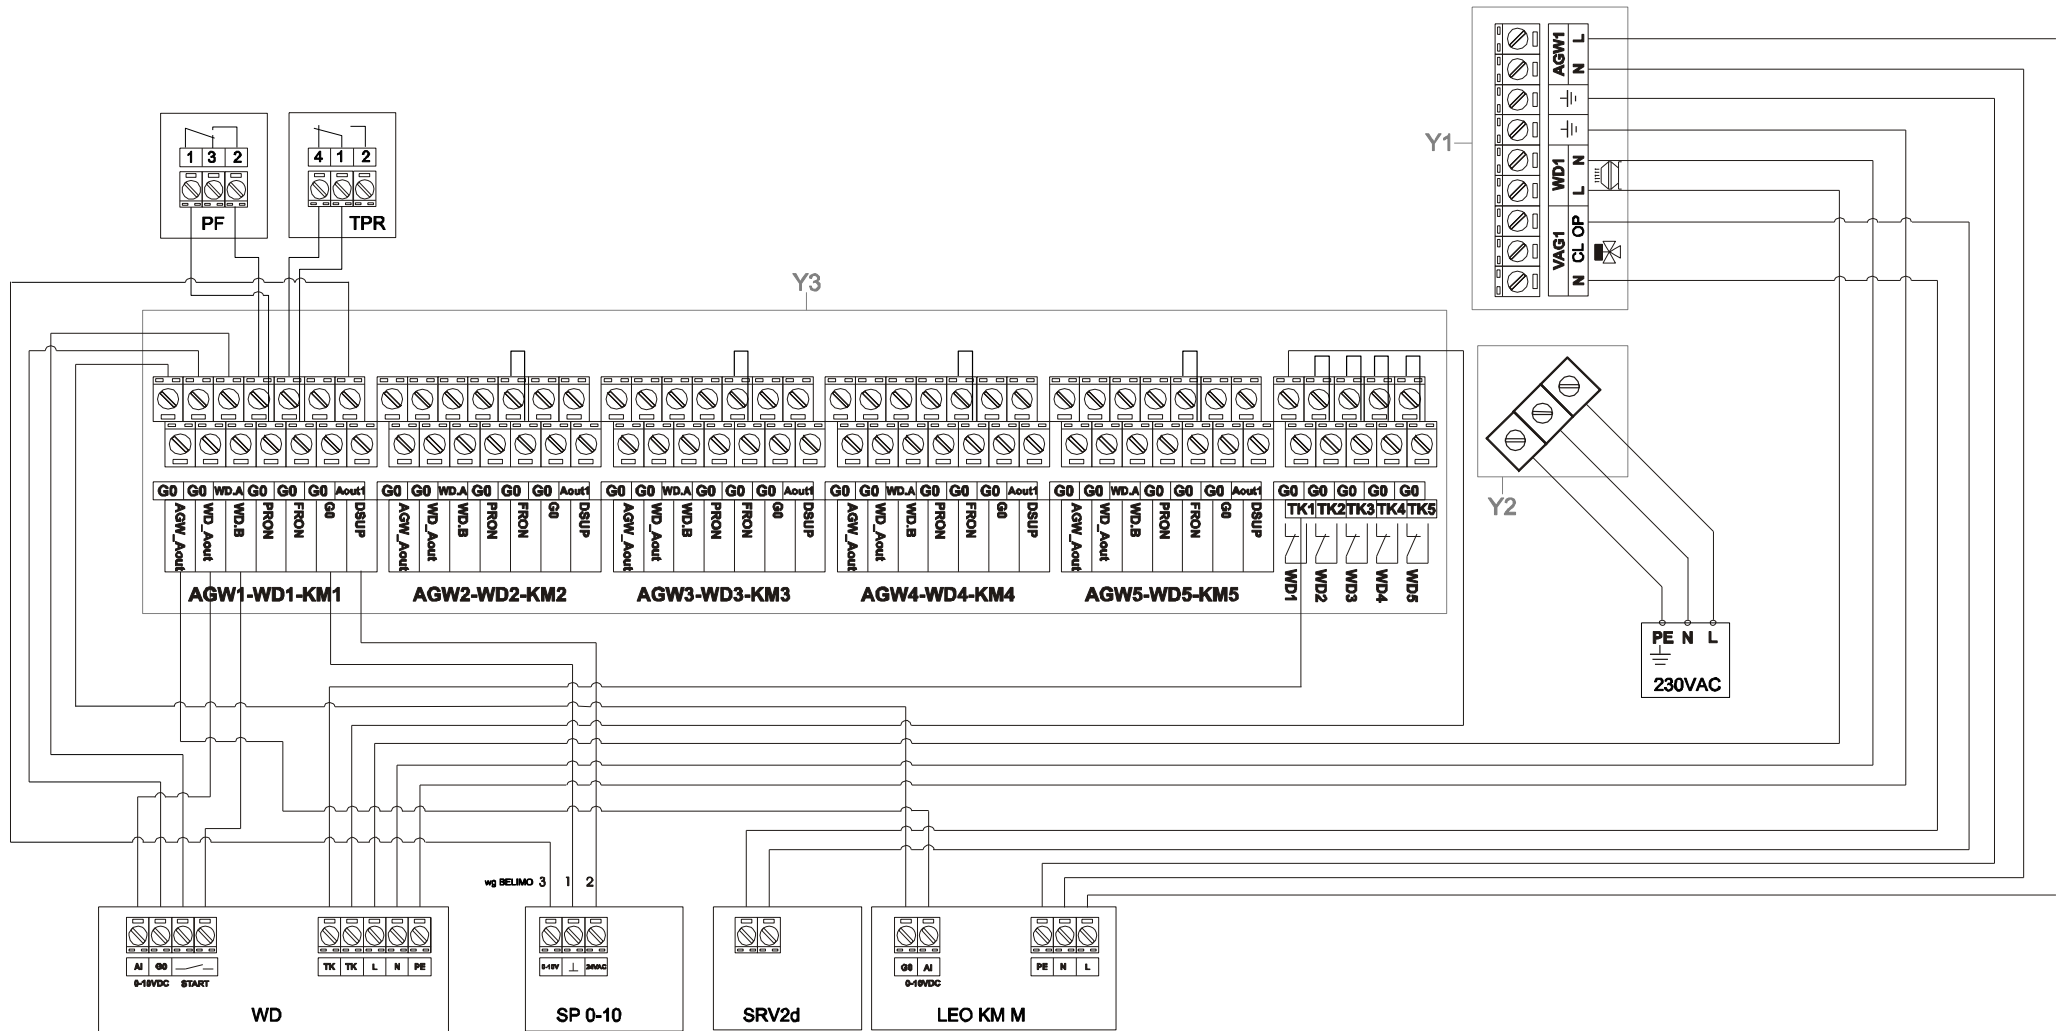 1 3 2
PF
4 1 2
TPR
Y1
AGW1
L
N
WD1
N
L
VAG1
OP
CL
N
Y3
Y2
G0 G0 WD.A G0 G0 G0 Aout1
AGW_Aout WD_Aout WD.B PRON FRON G0 DSUP
AGW1-WD1-KM1
G0 G0 WD.A G0 G0 G0 Aout1
AGW_Aout WD_Aout WD.B PRON FRON G0 DSUP
AGW2-WD2-KM2
G0 G0 WD.A G0 G0 G0 Aout1
AGW_Aout WD_Aout WD.B PRON FRON G0 DSUP
AGW3-WD3-KM3
G0 G0 WD.A G0 G0 G0 Aout1
AGW_Aout WD_Aout WD.B PRON FRON G0 DSUP
AGW4-WD4-KM4
G0 G0 WD.A G0 G0 G0 Aout1
AGW_Aout WD_Aout WD.B PRON FRON G0 DSUP
AGW5-WD5-KM5
G0 G0 G0 G0 G0
TK1 TK2 TK3 TK4 TK5
WD1 WD2 WD3 WD4 WD5
PE N L
230VAC
wg BELIMO 3 1 2
AI G0
0-10VDC START
TK TK L N PE
WD
0-10V 24VAC
SP 0-10
SRV2d
G0 AI
0-10VDC
PE N L
LEO KM M